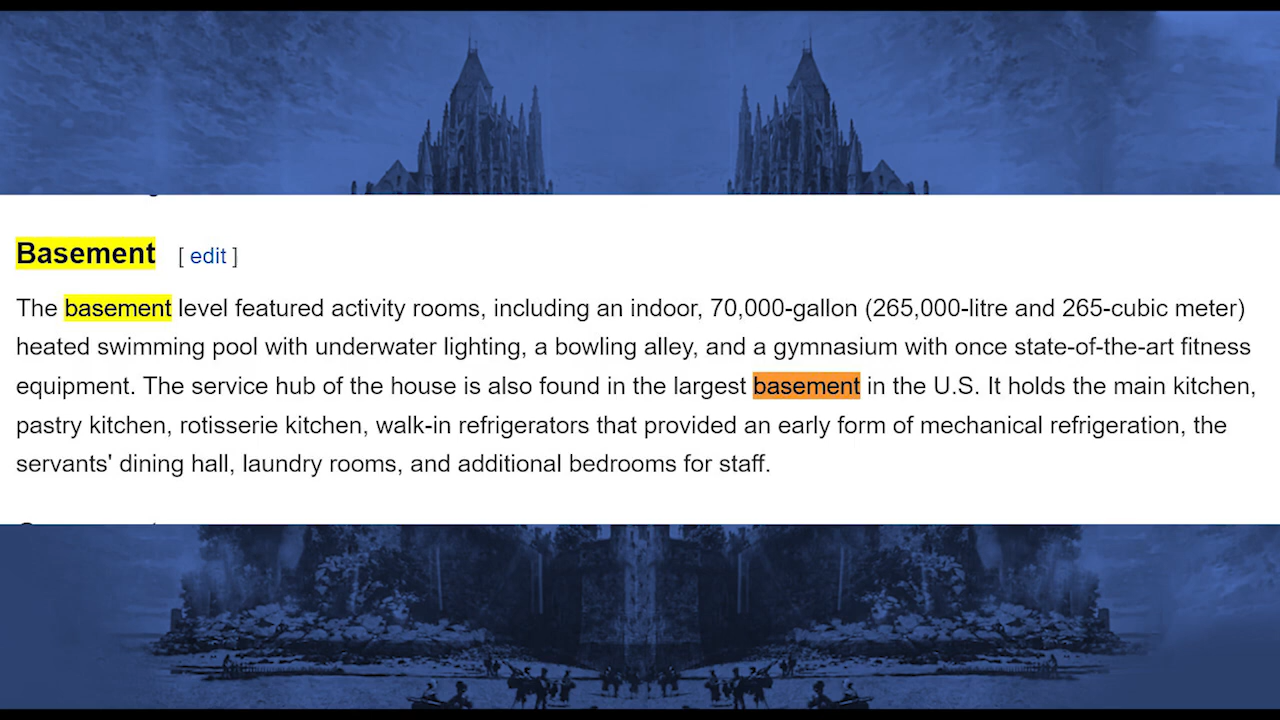 Basement [ edit ]
The basement level featured activity rooms, including an indoor, 70,000-gallon (265,000-litre and 265-cubic meter)
heated swimming pool with underwater lighting, a bowling alley, and a gymnasium with once state-of-the-art fitness
equipment. The service hub of the house is also found in the largest basement in the U.S. It holds the main kitchen,
pastry kitchen, rotisserie kitchen, walk-in refrigerators that provided an early form of mechanical refrigeration, the
servants' dining hall, laundry rooms, and additional bedrooms for staff.